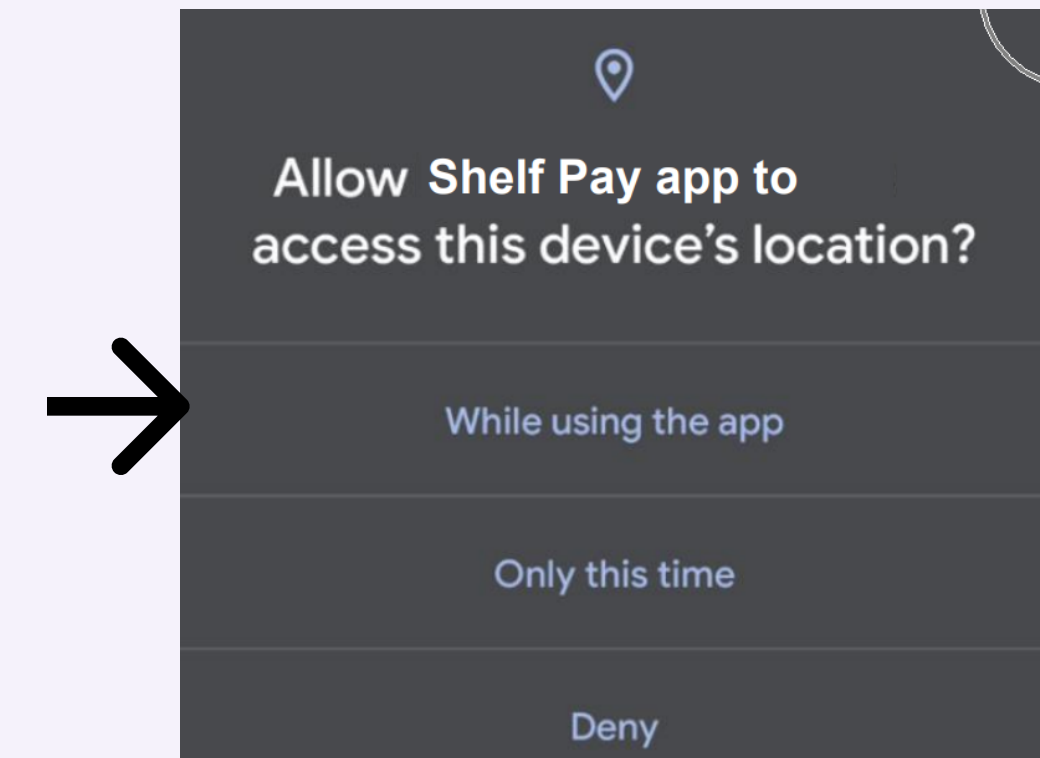 Allow Shelf Pay app to
access this device’s location?
While using the app
Only this time
Deny